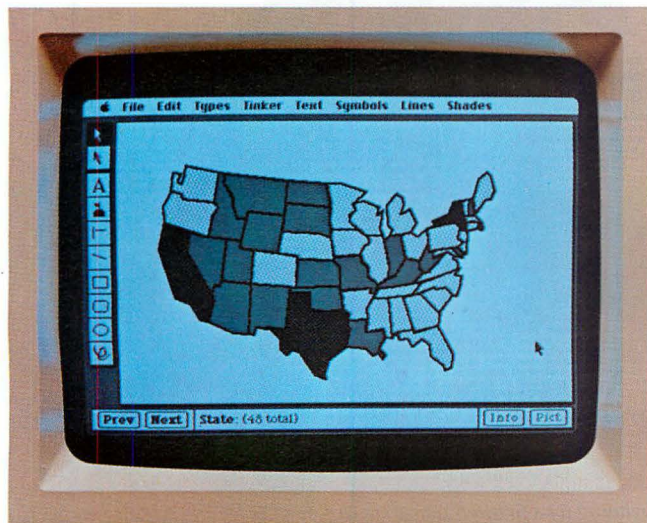 File Edit Types Tinker Text Symbols Lines Shades
A
Prev Next State: (48 total) Info Pict